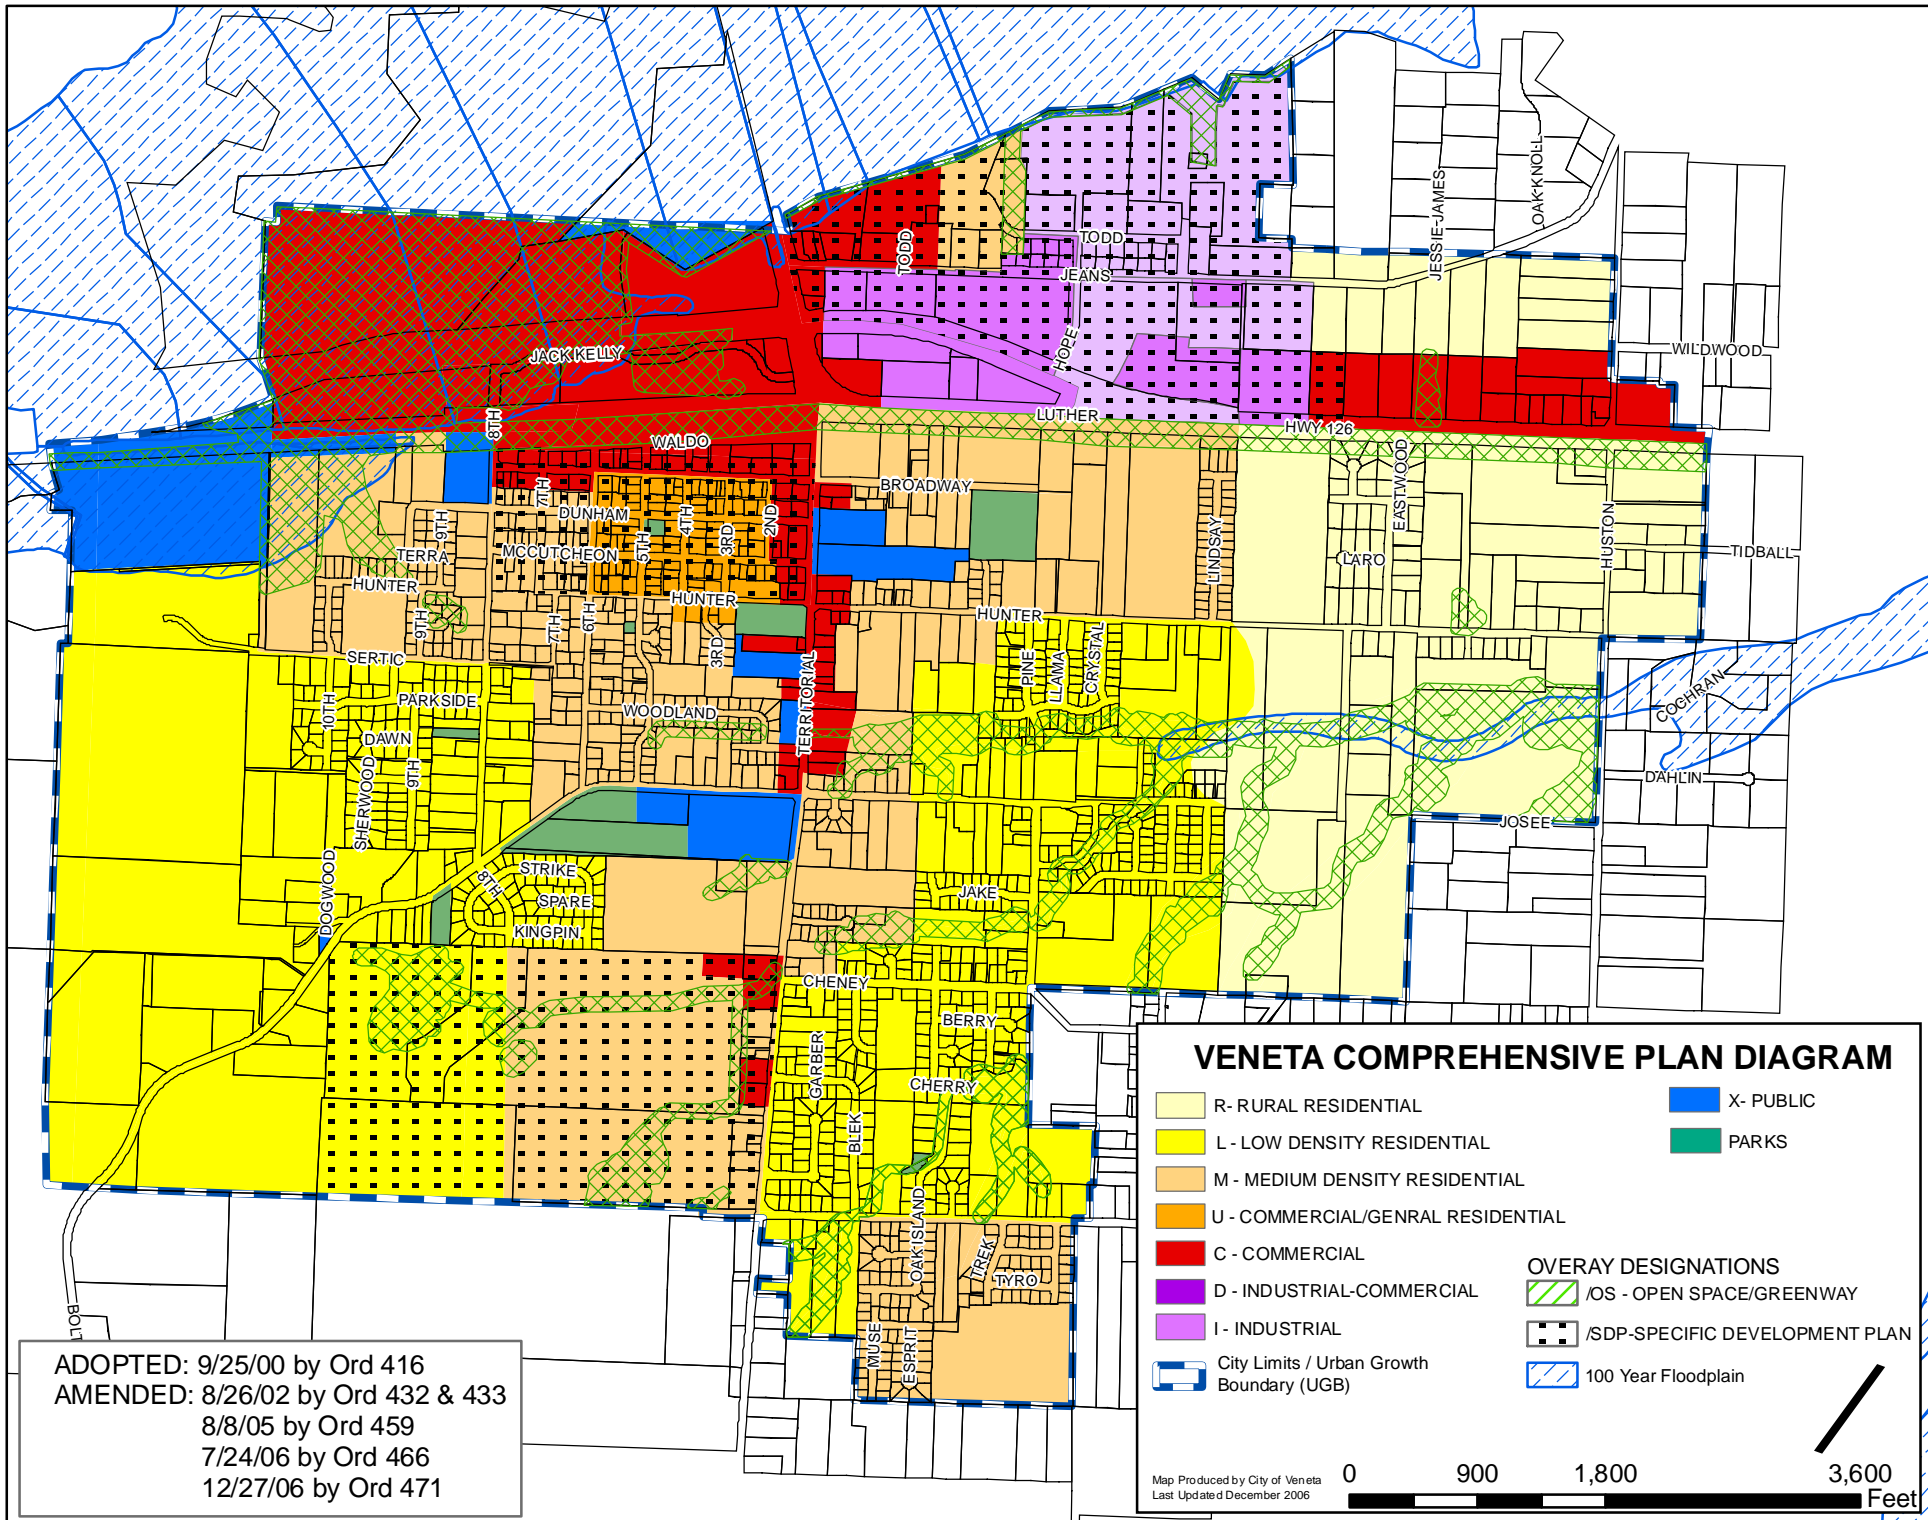 OAK KNOLL
JESSIE JAMES
TODD
TODD
JEANS
HOPE
WILDWOOD
JACK KELLY
8TH
LUTHER
HWY 126
WALDO
BROADWAY
EASTWOOD
7TH
DUNHAM
4TH
2ND
9TH
5TH
3RD
LINDSAY
HUSTON
TERRA
MCCUTCHEON
LARO
TIDBALL
HUNTER
HUNTER
HUNTER
9TH
7TH
6TH
3RD
SERTIC
PINE
LLAMA
CRYSTAL
TERRITORIAL
10TH
PARKSIDE
WOODLAND
COCHRAN
DAWN
9TH
SHERWOOD
DAHLIN
JOSEE
STRIKE
8TH
SPARE
JAKE
DOGWOOD
KINGPIN
CHENEY
BERRY
GARBER
CHERRY
BLEK
OAK ISLAND
TREK
TYRO
MUSE
ESPRIT
BOLT
VENETA COMPREHENSIVE PLAN DIAGRAM
R- RURAL RESIDENTIAL
L - LOW DENSITY RESIDENTIAL
M - MEDIUM DENSITY RESIDENTIAL
U - COMMERCIAL/GENRAL RESIDENTIAL
C - COMMERCIAL
D - INDUSTRIAL-COMMERCIAL
I - INDUSTRIAL
City Limits / Urban Growth
Boundary (UGB)
X- PUBLIC
PARKS
OVERAY DESIGNATIONS
/OS - OPEN SPACE/GREENWAY
/SDP-SPECIFIC DEVELOPMENT PLAN
100 Year Floodplain
Map Produced by City of Veneta
Last Updated December 2006
0 900 1,800 3,600
Feet
ADOPTED: 9/25/00 by Ord 416
AMENDED: 8/26/02 by Ord 432 & 433
8/8/05 by Ord 459
7/24/06 by Ord 466
12/27/06 by Ord 471